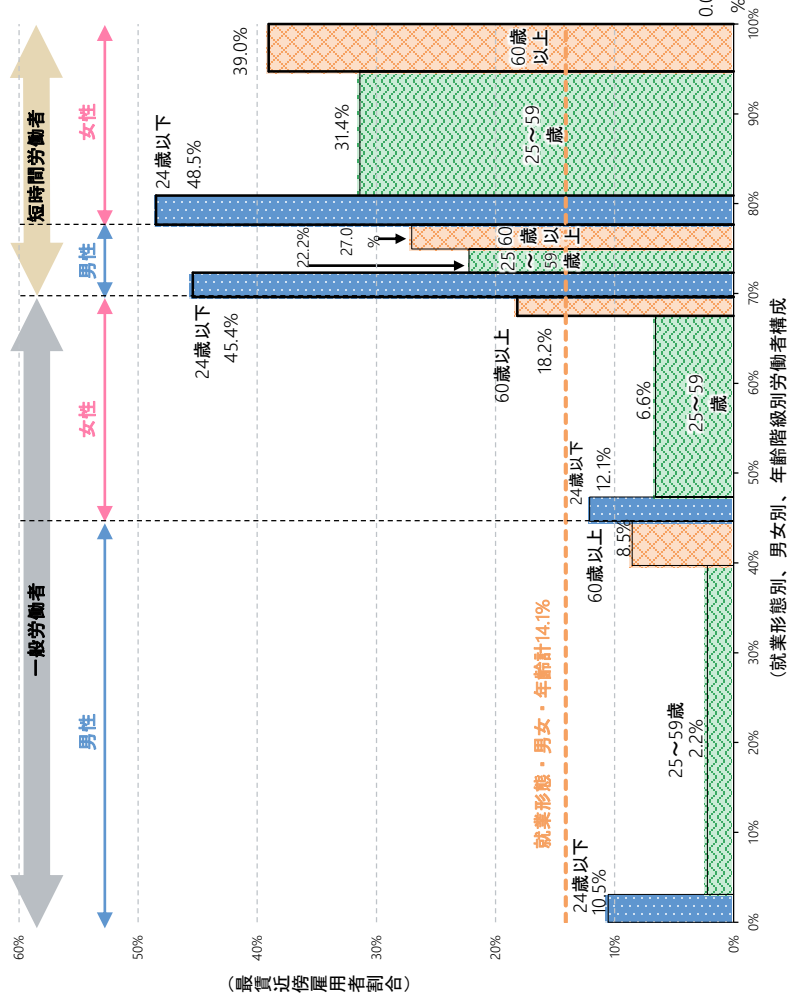 (最賃近傍雇用者割合)
60%
50%
40%
30%
20%
10%
0%
一般労働者
短時間労働者
男性
女性
男性
女性
24歳以下
10.5%
25～59歳
2.2%
60歳以上
8.5%
24歳以下
12.1%
25～59
歳
6.6%
60歳以上
18.2%
24歳以下
45.4%
22.2%
25
～
59
歳
27.0
%
60
歳
以
上
24歳以下
48.5%
31.4%
25～59
歳
39.0%
60歳
以上
就業形態・男女・年齢計14.1%
0%
10%
20%
30%
40%
50%
60%
70%
80%
90%
100%
0.0
%
(就業形態別、男女別、年齢階級別労働者構成